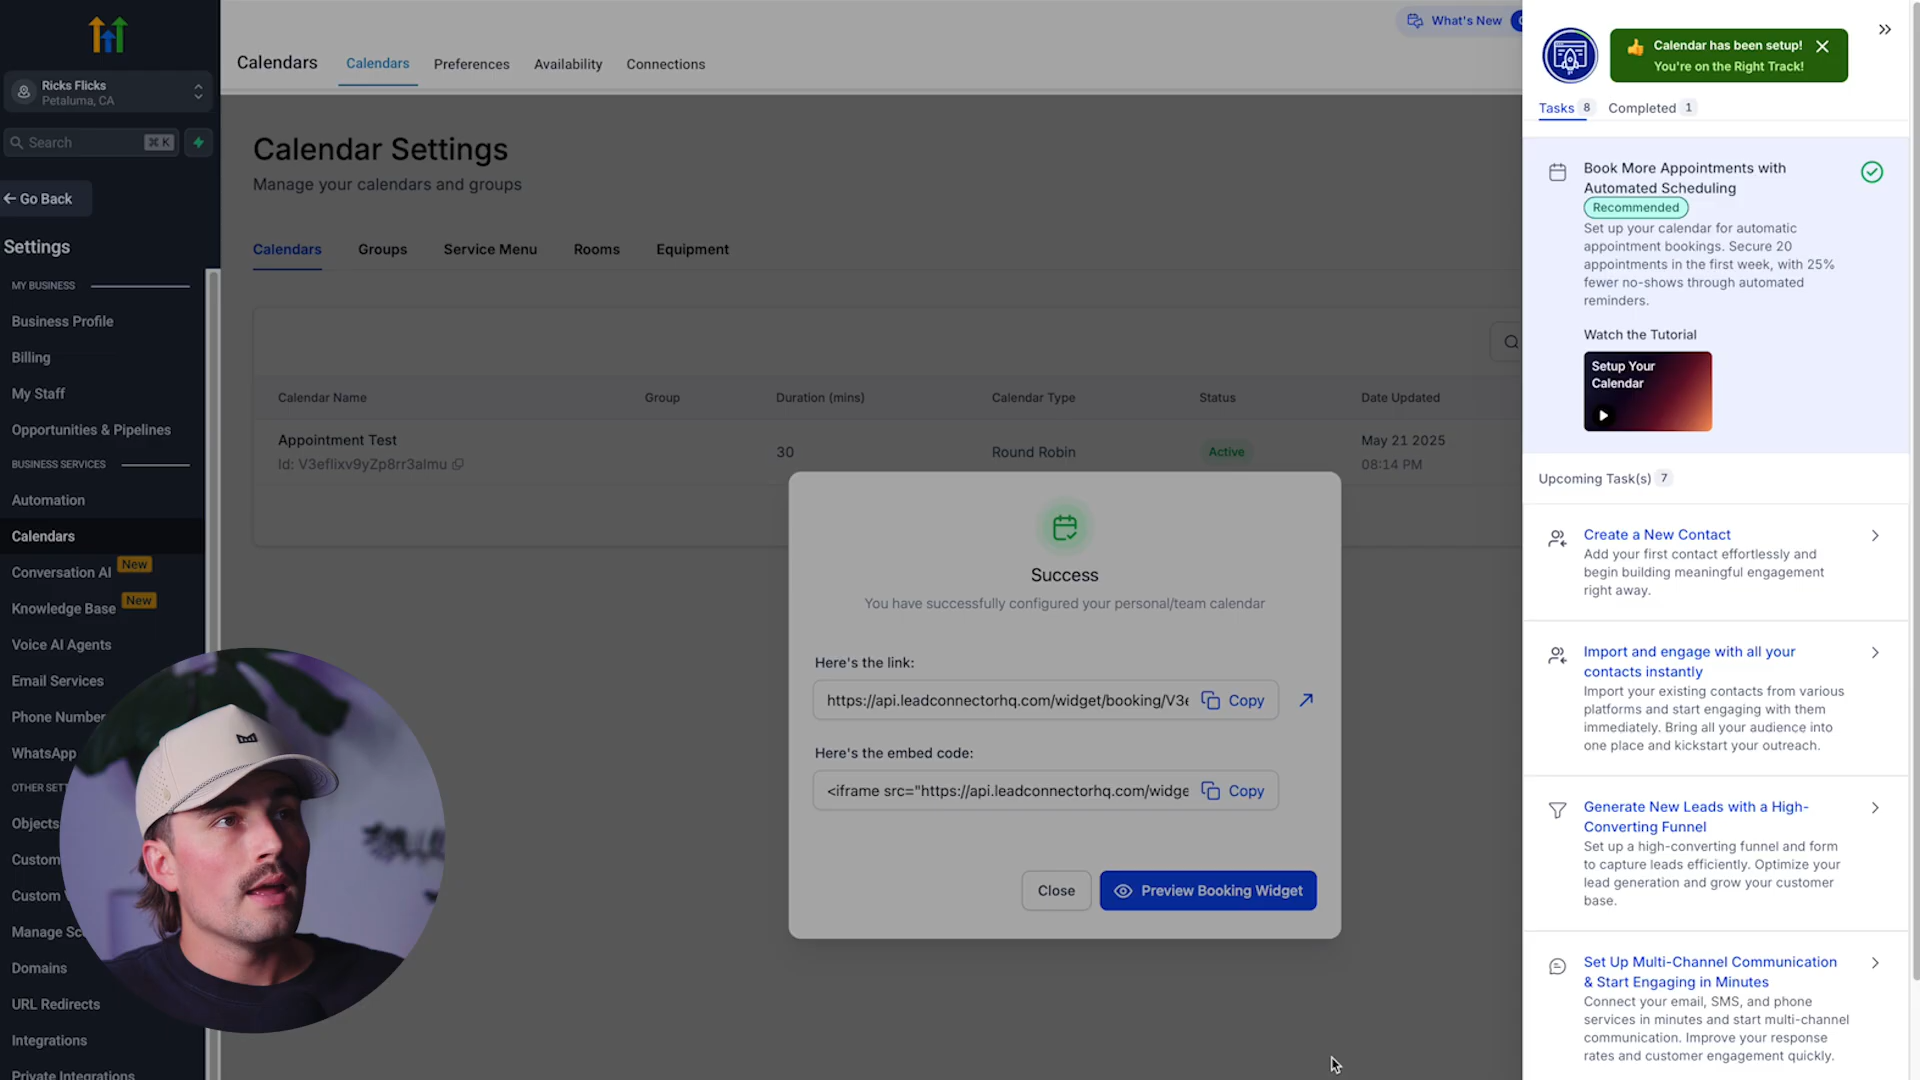 Ricks Flicks
Petaluma, CA
Search
⌘ K
Go Back
Settings
MY BUSINESS
Business Profile
Billing
My Staff
Opportunities & Pipelines
BUSINESS SERVICES
Automation
Calendars
Conversation AI New
Knowledge Base New
Voice AI Agents
Email Services
Phone Number
WhatsApp
Objects
Custom
Custom
Domains
URL Redirects
Integrations
Private Integrations
What's New
Calendars
Calendars
Preferences
Availability
Connections
Calendar Settings
Manage your calendars and groups
Calendars
Groups
Service Menu
Rooms
Equipment
Calendar Name
Group
Duration (mins)
Calendar Type
Status
Date Updated
Appointment Test
Id: V3eflixv9yZp8rr3almu
30
Round Robin
Active
May 21 2025
08:14 PM
Success
You have successfully configured your personal/team calendar
Here's the link:
https://api.leadconnectorhq.com/widget/booking/V3e
Copy
Here's the embed code:
<iframe src="https://api.leadconnectorhq.com/widge
Copy
Close
Preview Booking Widget
Calendar has been setup!
You're on the Right Track!
Tasks 8
Completed 1
Book More Appointments with
Automated Scheduling
Recommended
Set up your calendar for automatic
appointment bookings. Secure 20
appointments in the first week, with 25%
fewer no-shows through automated
reminders.
Watch the Tutorial
Setup Your
Calendar
Upcoming Task(s) 7
Create a New Contact
Add your first contact effortlessly and
begin building meaningful engagement
right away.
Import and engage with all your
contacts instantly
Import your existing contacts from various
platforms and start engaging with them
immediately. Bring all your audience into
one place and kickstart your outreach.
Generate New Leads with a High-
Converting Funnel
Set up a high-converting funnel and form
to capture leads efficiently. Optimize your
lead generation and grow your customer
base.
Set Up Multi-Channel Communication
& Start Engaging in Minutes
Connect your email, SMS, and phone
services in minutes and start multi-channel
communication. Improve your response
rates and customer engagement quickly.